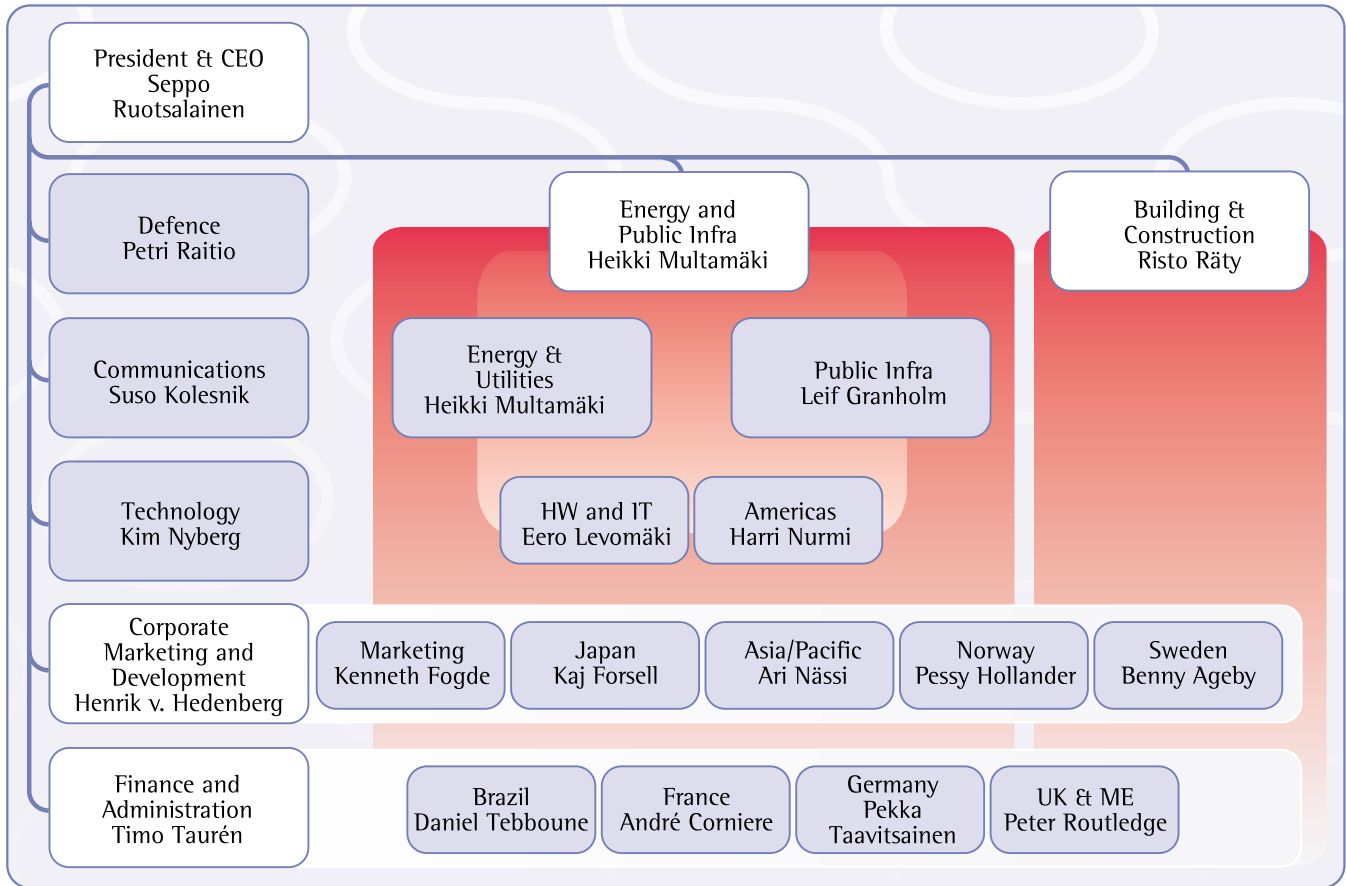 President & CEO
Seppo
Ruotsalainen
Defence
Petri Raitio
Energy and
Public Infra
Heikki Multamäki
Building &
Construction
Risto Räty
Communications
Suso Kolesnik
Energy &
Utilities
Heikki Multamäki
Public Infra
Leif Granholm
Technology
Kim Nyberg
HW and IT
Eero Levomäki
Americas
Harri Nurmi
Corporate
Marketing and
Development
Henrik v. Hedenberg
Marketing
Kenneth Fogde
Japan
Kaj Forsell
Asia/Pacific
Ari Nässi
Norway
Pessy Hollander
Sweden
Benny Ageby
Finance and
Administration
Timo Taurén
Brazil
Daniel Tebboune
France
André Corniere
Germany
Pekka
Taavitsainen
UK & ME
Peter Routledge